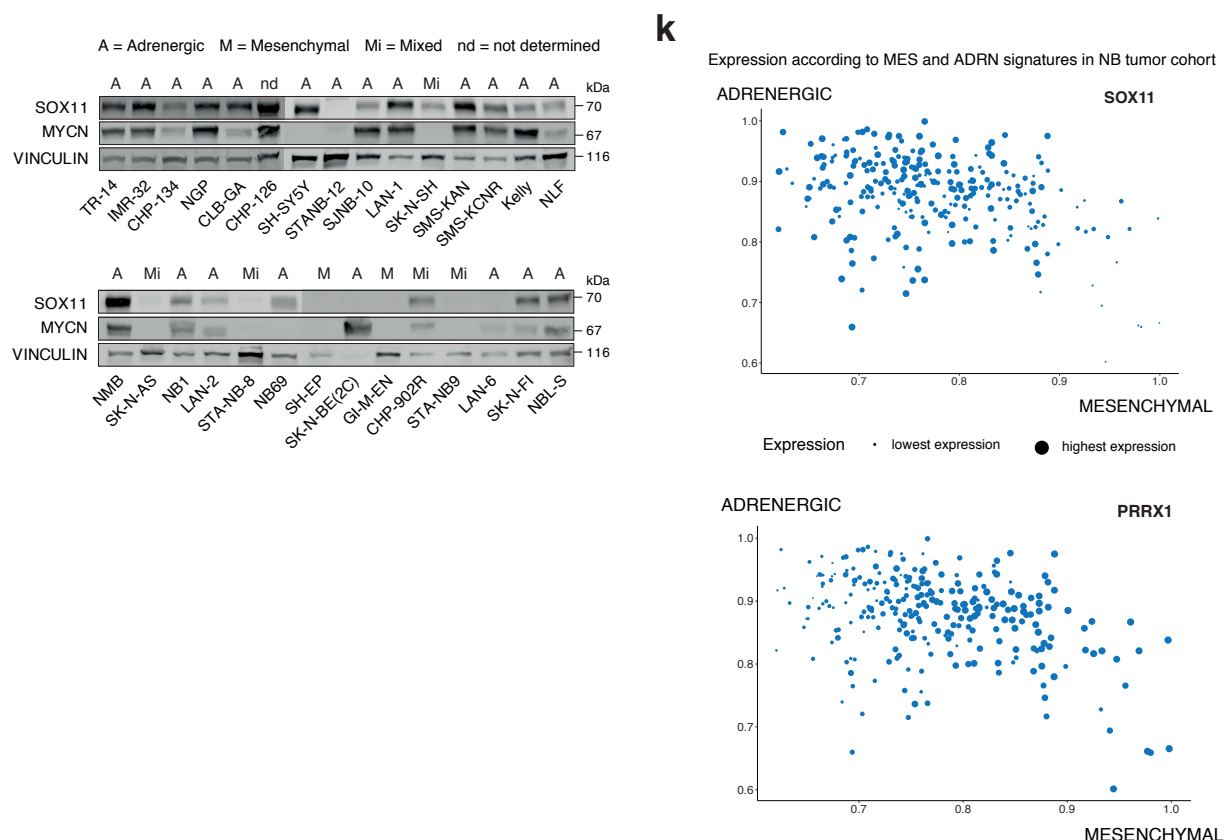 A = Adrenergic M = Mesenchymal Mi = Mixed nd = not determined
A A A A A nd A A A A Mi A A A A
kDa
SOX11
70
MYCN
67
VINCULIN
116
TR-14 IMR-32 CHP-134 NGP CLB-GA CHP-126 SH-SY5Y STANB-12 SJNB-10 LAN-1 SK-N-SH SMS-KAN SMS-KCNR Kelly NLF
A Mi A A Mi A M A M Mi Mi A A A
kDa
SOX11
70
MYCN
67
VINCULIN
116
NMB SK-N-AS NB1 LAN-2 STA-NB-8 NB69 SH-EP SK-N-BE(2C) GI-M-EN CHP-902R STA-NB9 LAN-6 SK-N-FI NBL-S
k
Expression according to MES and ADRN signatures in NB tumor cohort
ADRENERGIC
SOX11
1.0
0.9
0.8
0.7
0.6
0.7 0.8 0.9 1.0
MESENCHYMAL
Expression lowest expression highest expression
ADRENERGIC
PRRX1
1.0
0.9
0.8
0.7
0.6
0.7 0.8 0.9 1.0
MESENCHYMAL